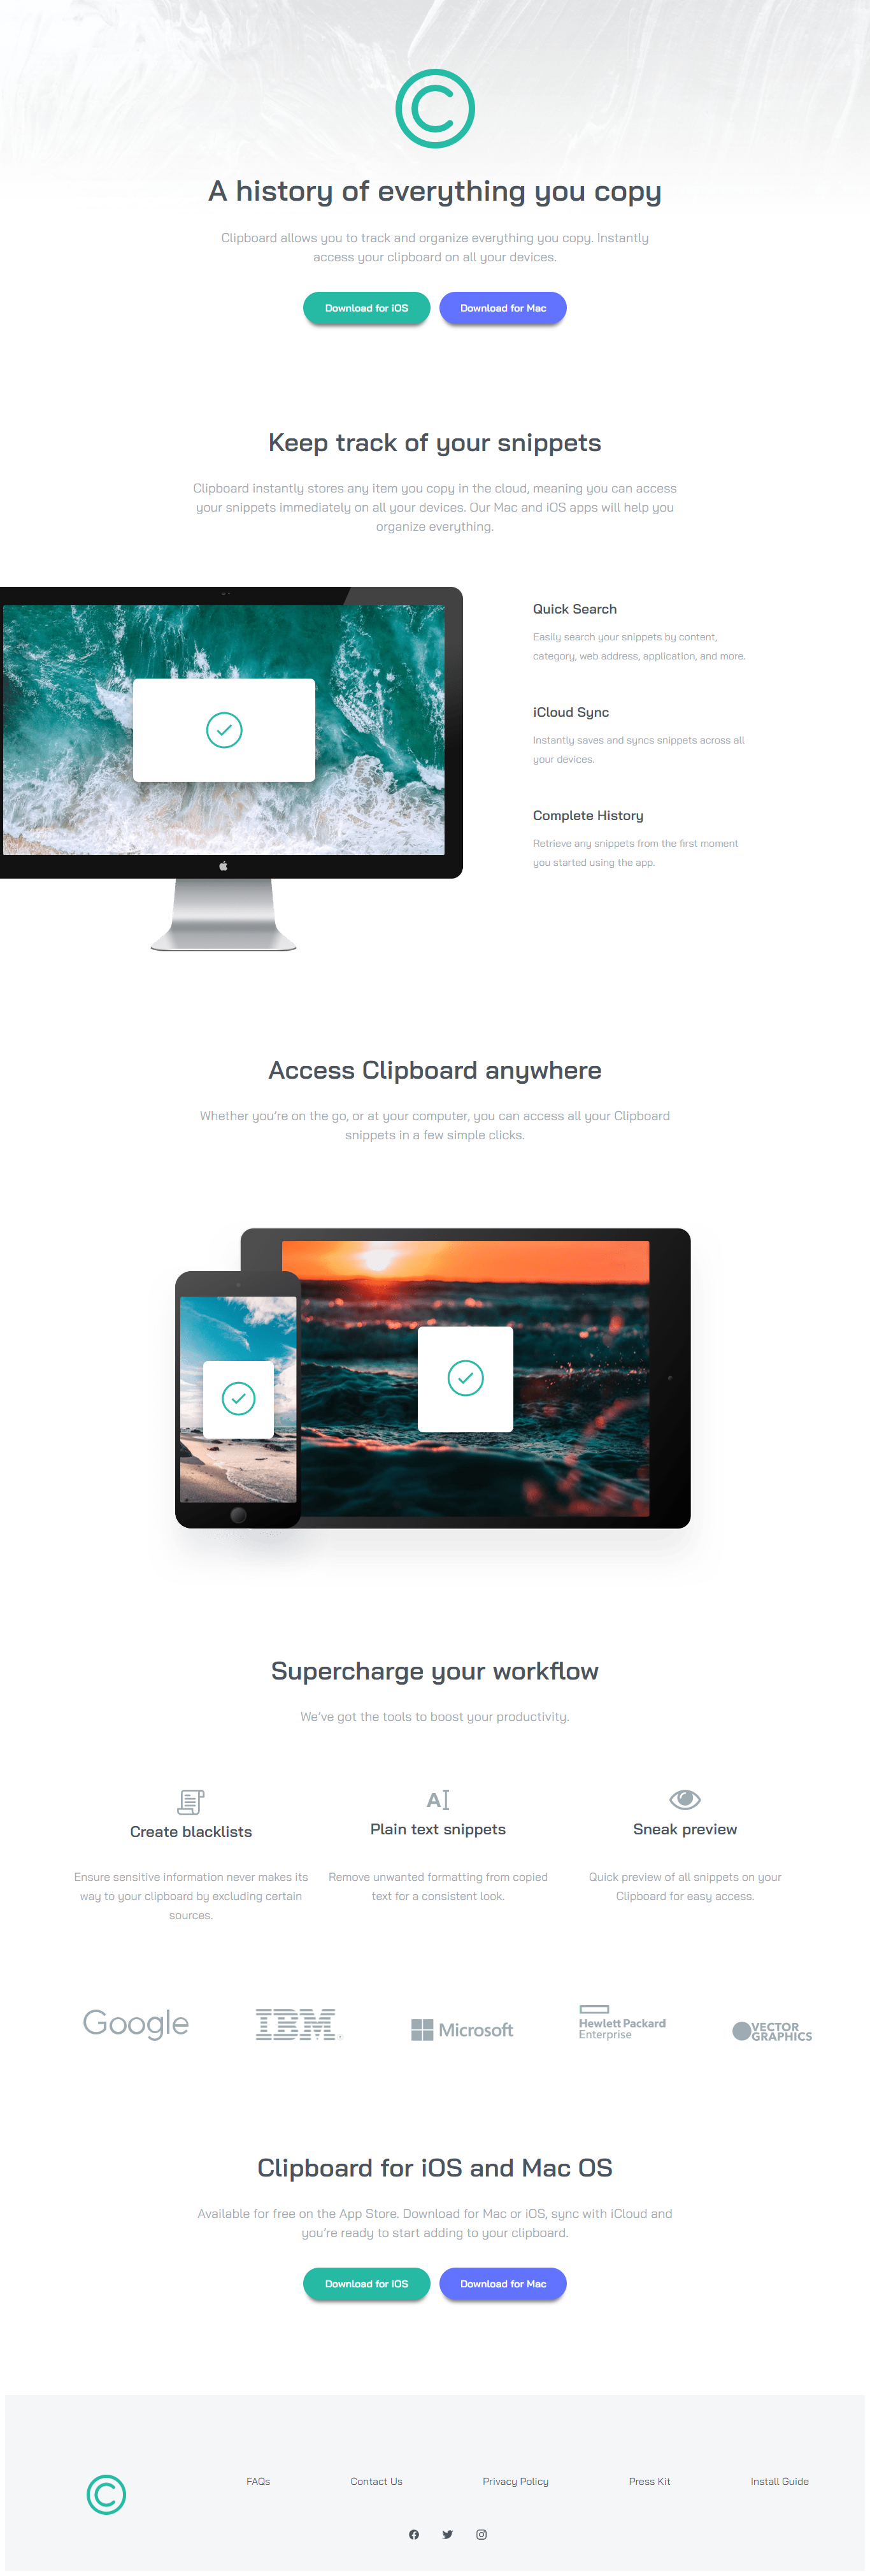 A history of everything you copy
Clipboard allows you to track and organize everything you copy. Instantly
access your clipboard on all your devices.
Download for iOS
Download for Mac
Keep track of your snippets
Clipboard instantly stores any item you copy in the cloud, meaning you can access
your snippets immediately on all your devices. Our Mac and iOS apps will help you
organize everything.
Quick Search
Easily search your snippets by content,
category, web address, application, and more.
iCloud Sync
Instantly saves and syncs snippets across all
your devices.
Complete History
Retrieve any snippets from the first moment
you started using the app.
Access Clipboard anywhere
Whether you're on the go, or at your computer, you can access all your Clipboard
snippets in a few simple clicks.
Supercharge your workflow
We've got the tools to boost your productivity.
Create blacklists
Ensure sensitive information never makes its
way to your clipboard by excluding certain
sources.
Plain text snippets
Remove unwanted formatting from copied
text for a consistent look.
Sneak preview
Quick preview of all snippets on your
Clipboard for easy access.
Google
IBM
Microsoft
Hewlett Packard
Enterprise
VECTOR
GRAPHICS
Clipboard for iOS and Mac OS
Available for free on the App Store. Download for Mac or iOS, sync with iCloud and
you're ready to start adding to your clipboard.
Download for iOS
Download for Mac
FAQs
Contact Us
Privacy Policy
Press Kit
Install Guide